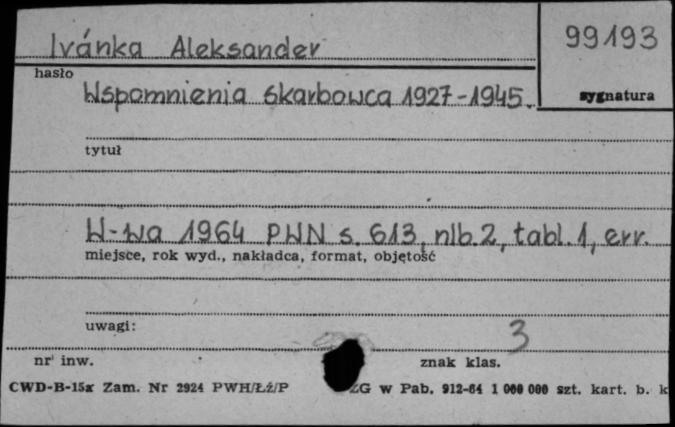 Ivánka Aleksander
99193
hasło
sygnatura
Wspomnienia skarbowca 1927-1945.
tytuł
W-wa 1964 PWN s. 613, nlb. 2, tabl. 1, err.
miejsce, rok wyd., nakładca, format, objętość
uwagi:
3
nr inw.
znak klas.
CWD-B-15x Zam. Nr 2924 PWH/Łź/P ZG w Pab. 912-64 1 000 000 szt. kart. b. k